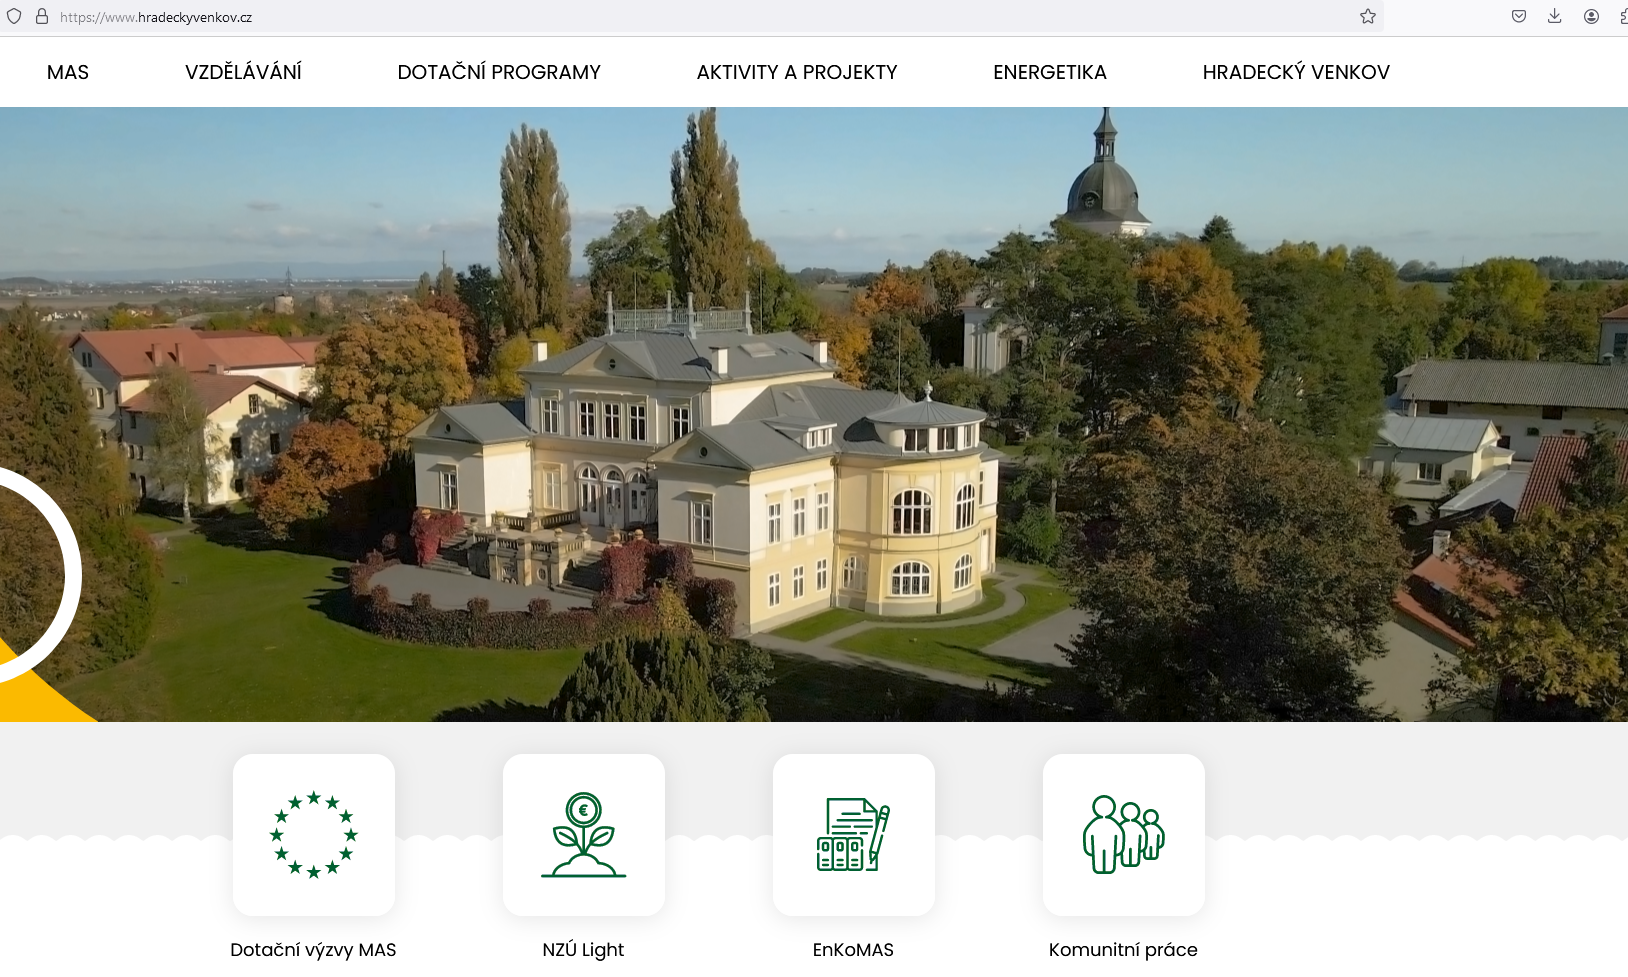 https://www.hradeckyvenkov.cz
MAS VZDĚLÁVÁNÍ DOTAČNÍ PROGRAMY AKTIVITY A PROJEKTY ENERGETIKA HRADECKÝ VENKOV
Dotační výzvy MAS NZÚ Light EnKoMAS Komunitní práce